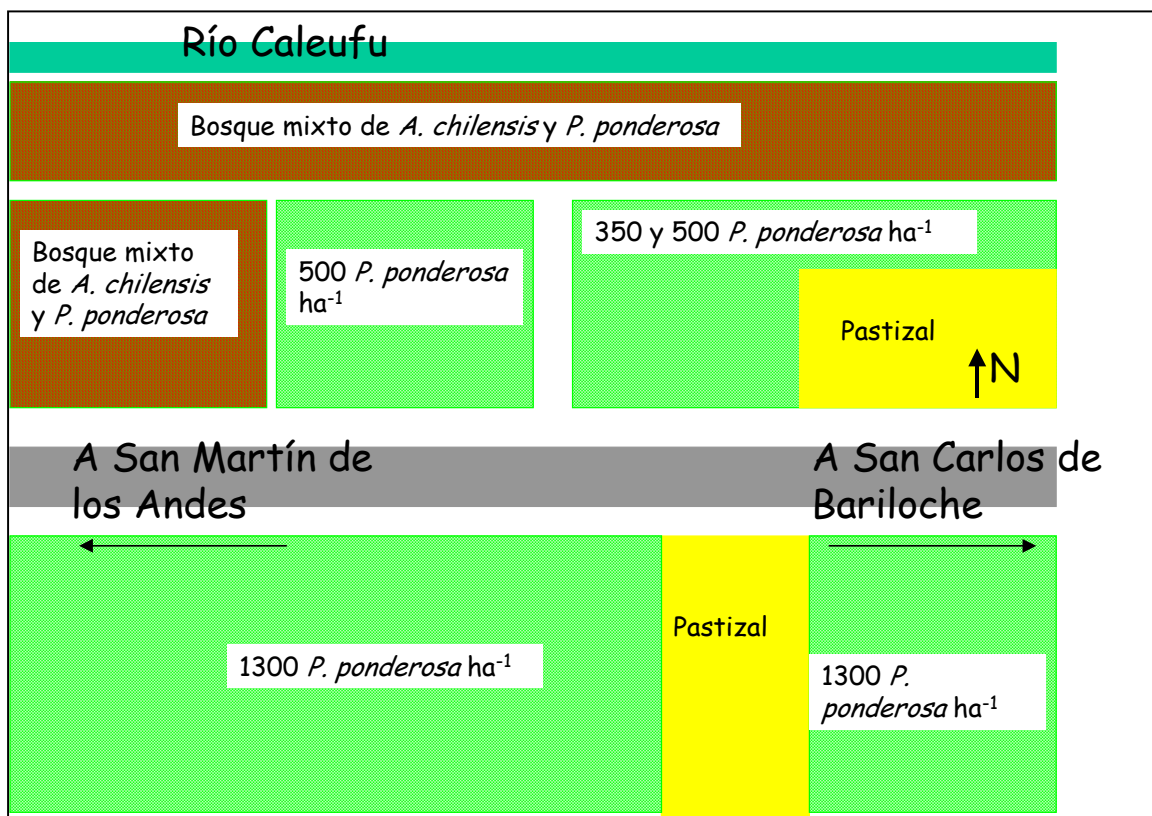 Río Caleufu
Bosque mixto de A. chilensis y P. ponderosa
Bosque mixto
de A. chilensis
y P. ponderosa
500 P. ponderosa
ha-1
350 y 500 P. ponderosa ha-1
Pastizal
N
A San Martín de
los Andes
A San Carlos de
Bariloche
1300 P. ponderosa ha-1
Pastizal
1300 P.
ponderosa ha-1